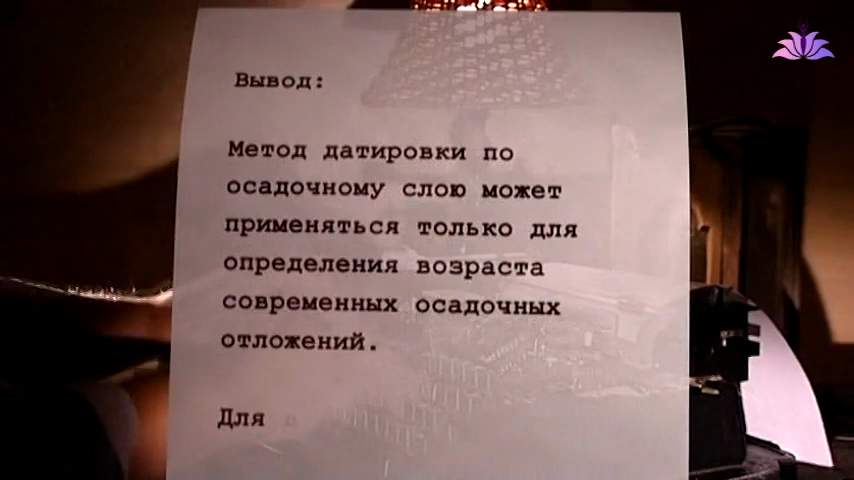 Вывод:
Метод датировки по
осадочному слою может
применяться только для
определения возраста
современных осадочных
отложений.
Для